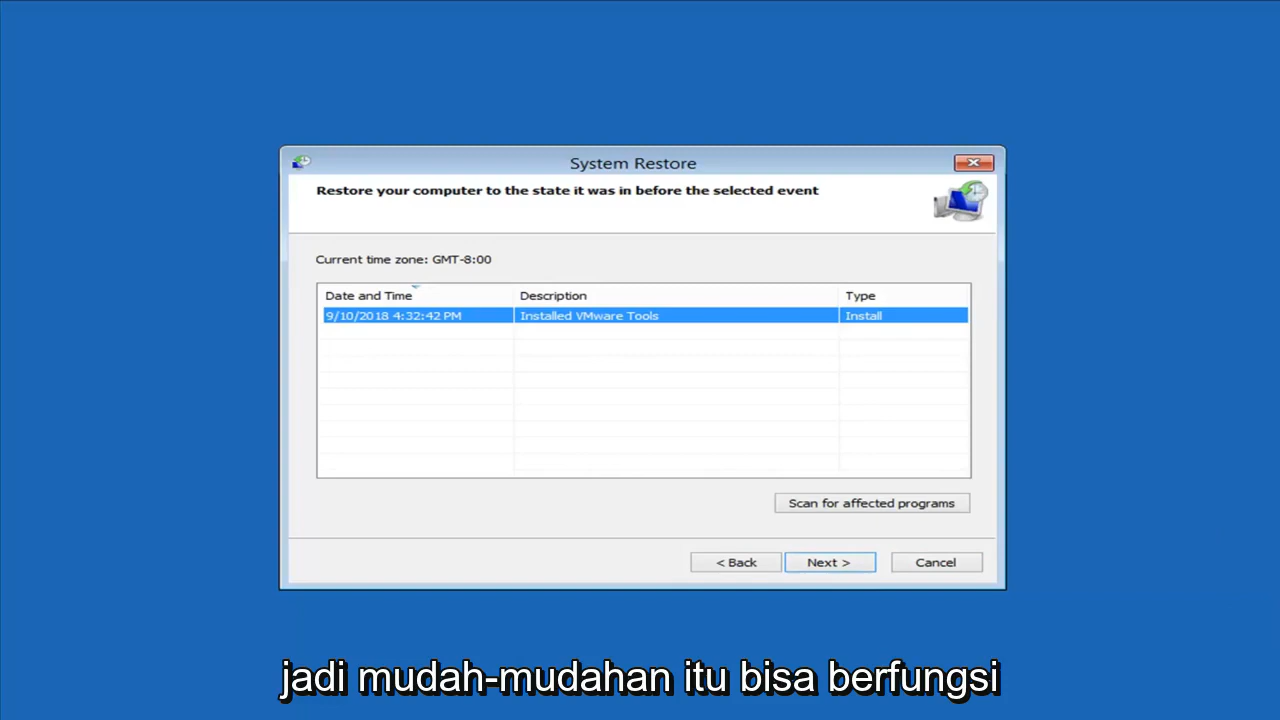 System Restore
Restore your computer to the state it was in before the selected event
Current time zone: GMT-8:00
Date and Time Description Type
9/10/2018 4:32:42 PM Installed VMware Tools Install
Scan for affected programs
< Back Next > Cancel
jadi mudah-mudahan itu bisa berfungsi